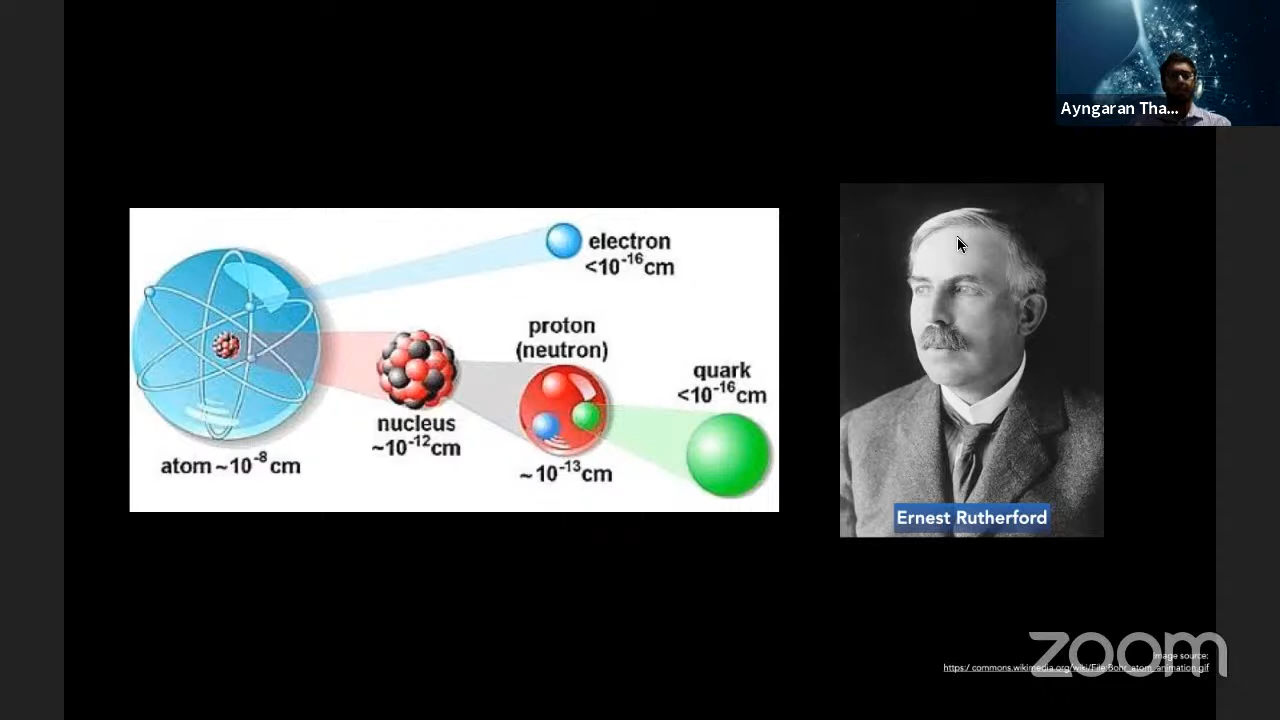 Ayngaran Tha...
electron
<10⁻¹⁶cm
proton
(neutron)
quark
<10⁻¹⁶cm
nucleus
~10⁻¹²cm
atom ~10⁻⁸cm
~10⁻¹³cm
Ernest Rutherford
zoom
image source:
https:/ commons.wikimedia.org/wiki/File:Bohr_atom_animation.gif